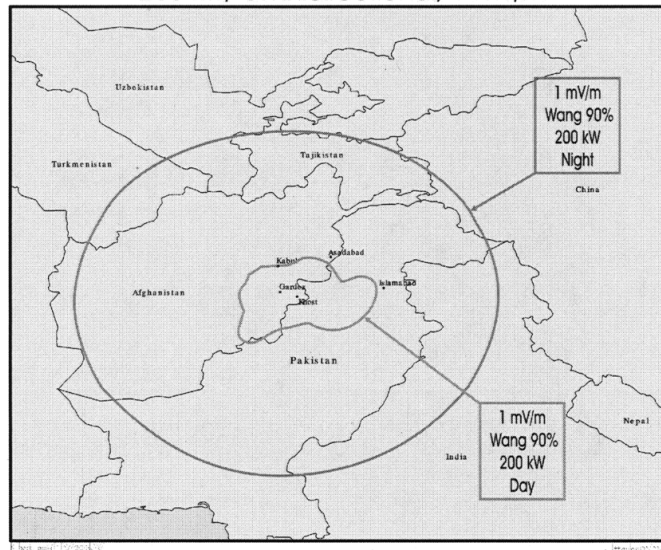 1 mV/m
Wang 90%
200 kW
Night
Uzbekistan
Turkmenistan
Tajikistan
China
Asadabad
Kabul
Islamabad
Afghanistan
Khost
Pakistan
1 mV/m
Wang 90%
200 kW
Day
Nepal
India